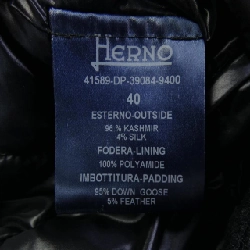 HERNO
41589-DP-39084-9400
40
ESTERNO-OUTSIDE
96 % KASHMIR
4% SILK
FODERA-LINING
100% POLYAMIDE
IMBOTTITURA-PADDING
95% DOWN GOOSE
5% FEATHER